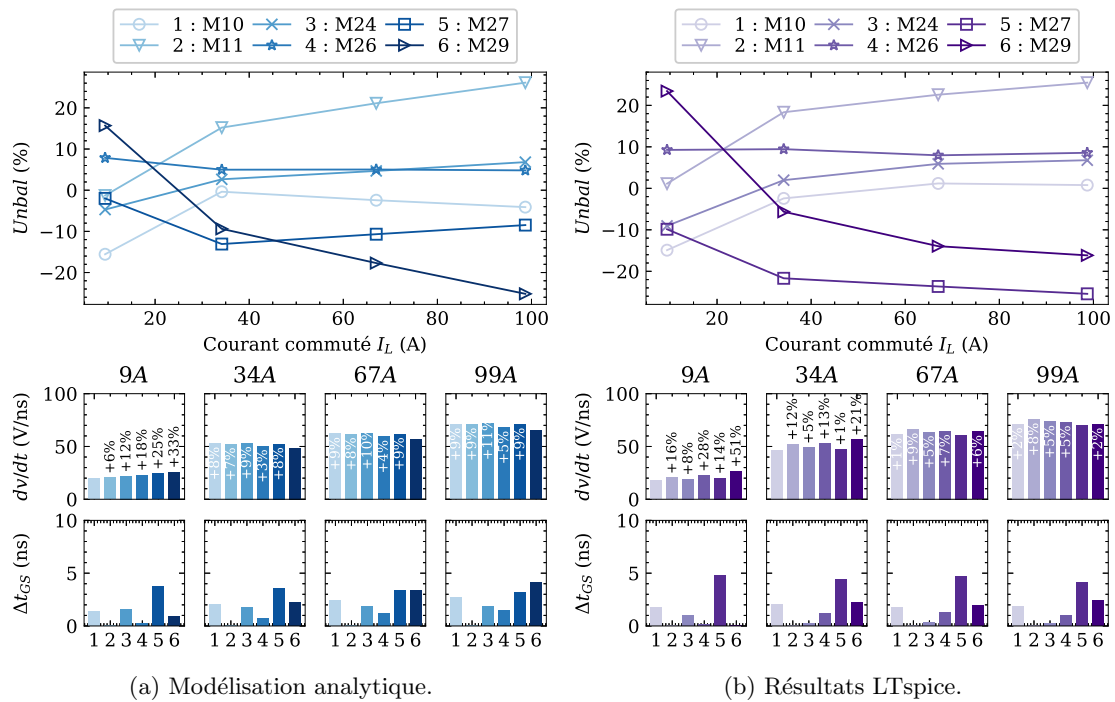 1 : M10 3 : M24 5 : M27
2 : M11 4 : M26 6 : M29
Unbal (%)
20
10
0
−10
−20
20 40 60 80 100
Courant commuté I_L (A)
9A 34A 67A 99A
dv/dt (V/ns)
100
50
0
+6% +12% +18% +25% +33%
+8% +7% +9% +3% +8%
+9% +8% +10% +4% +9%
+9% +9% +11% +5% +9%
Δt_GS (ns)
10
5
0
1 2 3 4 5 6 1 2 3 4 5 6 1 2 3 4 5 6 1 2 3 4 5 6
(a) Modélisation analytique.
1 : M10 3 : M24 5 : M27
2 : M11 4 : M26 6 : M29
Unbal (%)
20
10
0
−10
−20
20 40 60 80 100
Courant commuté I_L (A)
9A 34A 67A 99A
dv/dt (V/ns)
100
50
0
+16% +8% +28% +14% +51%
+12% +5% +13% +1% +21%
+1% +9% +5% +7% +6%
+2% +8% +5% +5%
Δt_GS (ns)
10
5
0
1 2 3 4 5 6 1 2 3 4 5 6 1 2 3 4 5 6 1 2 3 4 5 6
(b) Résultats LTspice.